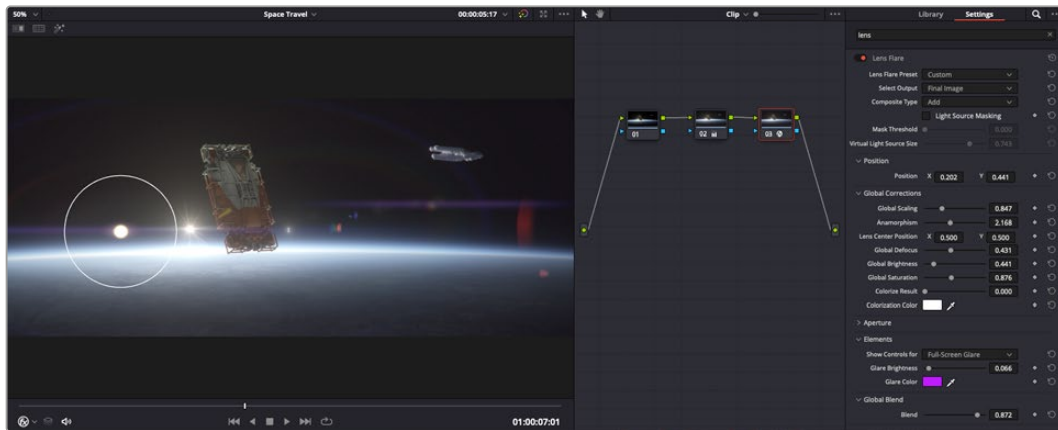 50%
Space Travel
00:00:05:17
Clip
Library
Settings
lens
Lens Flare
Lens Flare Preset Custom
Select Output Final Image
Composite Type Add
Light Source Masking
Mask Threshold 0.000
Virtual Light Source Size 0.743
Position
Position X 0.202 Y 0.441
Global Corrections
Global Scaling 0.847
Anamorphism 2.168
Lens Center Position X 0.500 Y 0.500
Global Defocus 0.431
Global Brightness 0.441
Global Saturation 0.876
Colorize Result 0.000
Colorization Color
Aperture
Elements
Show Controls for Full-Screen Glare
Glare Brightness 0.066
Glare Color
Global Blend
Blend 0.872
01
02
03
01:00:07:01